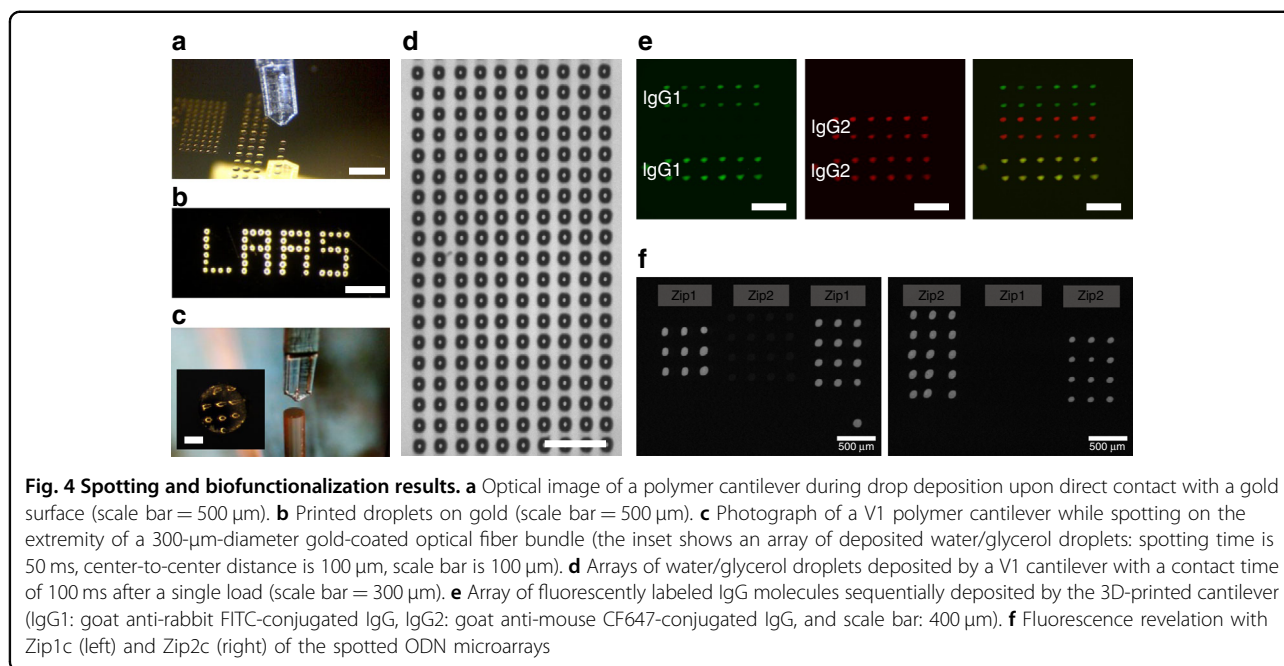 a
d
e
IgG1
IgG2
IgG1
IgG2
b
LAAS
c
f
Zip1
Zip2
Zip1
Zip2
Zip1
Zip2
500 µm
500 µm
Fig. 4 Spotting and biofunctionalization results. a Optical image of a polymer cantilever during drop deposition upon direct contact with a gold
surface (scale bar = 500 µm). b Printed droplets on gold (scale bar = 500 µm). c Photograph of a V1 polymer cantilever while spotting on the
extremity of a 300-µm-diameter gold-coated optical fiber bundle (the inset shows an array of deposited water/glycerol droplets: spotting time is
50 ms, center-to-center distance is 100 µm, scale bar is 100 µm). d Arrays of water/glycerol droplets deposited by a V1 cantilever with a contact time
of 100 ms after a single load (scale bar = 300 µm). e Array of fluorescently labeled IgG molecules sequentially deposited by the 3D-printed cantilever
(IgG1: goat anti-rabbit FITC-conjugated IgG, IgG2: goat anti-mouse CF647-conjugated IgG, and scale bar: 400 µm). f Fluorescence revelation with
Zip1c (left) and Zip2c (right) of the spotted ODN microarrays